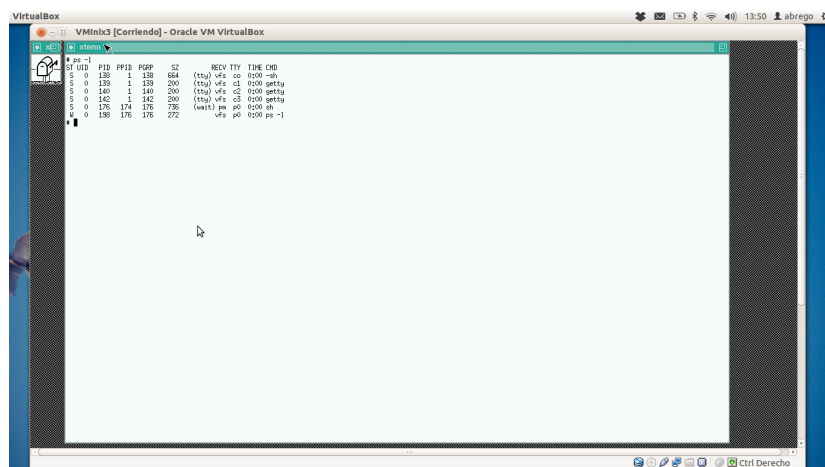 VirtualBox 13:50 abrego
VMinix3 [Corriendo] - Oracle VM VirtualBox
xterm
# ps -l
ST UID PID PPID PGRP SZ RECV TTY TIME CMD
S 0 138 1 138 664 (tty) vfs co 0:00 -sh
S 0 139 1 139 200 (tty) vfs c1 0:00 getty
S 0 140 1 140 200 (tty) vfs c2 0:00 getty
S 0 142 1 142 200 (tty) vfs c3 0:00 getty
S 0 176 174 176 736 (wait) pm p0 0:00 sh
W 0 198 176 176 272 vfs p0 0:00 ps -l
#
Ctrl Derecho